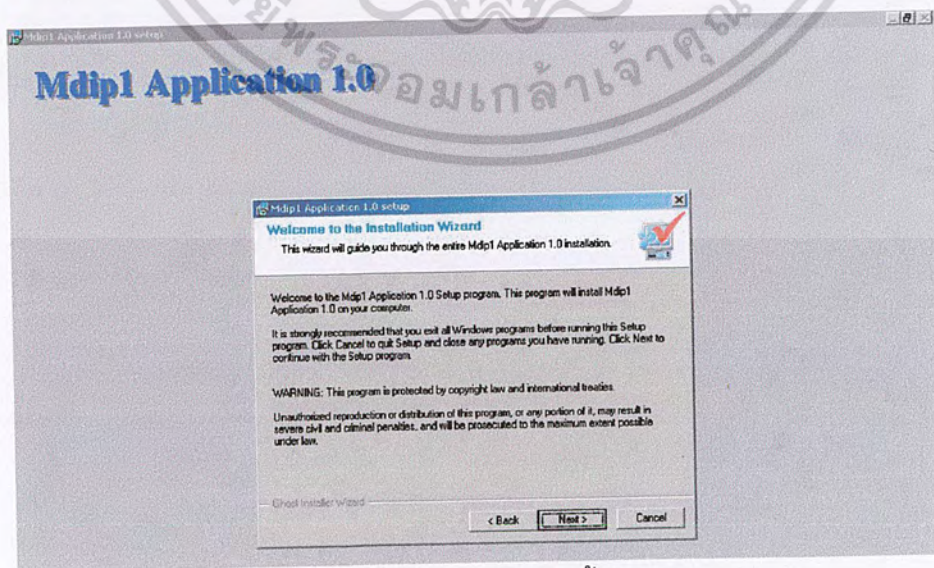 Mdip1 Application 1.0 setup
Mdip1 Application 1.0
พระจอมเกล้าเจ้าคุณ
Mdip1 Application 1.0 setup
Welcome to the Installation Wizard
This wizard will guide you through the entire Mdip1 Application 1.0 installation.
Welcome to the Mdip1 Application 1.0 Setup program. This program will install Mdip1
Application 1.0 on your computer.
It is strongly recommended that you exit all Windows programs before running this Setup
program. Click Cancel to quit Setup and close any programs you have running. Click Next to
continue with the Setup program.
WARNING: This program is protected by copyright law and international treaties.
Unauthorized reproduction or distribution of this program, or any portion of it, may result in
severe civil and criminal penalties, and will be prosecuted to the maximum extent possible
under law.
Ghost Installer Wizard
< Back
Next >
Cancel